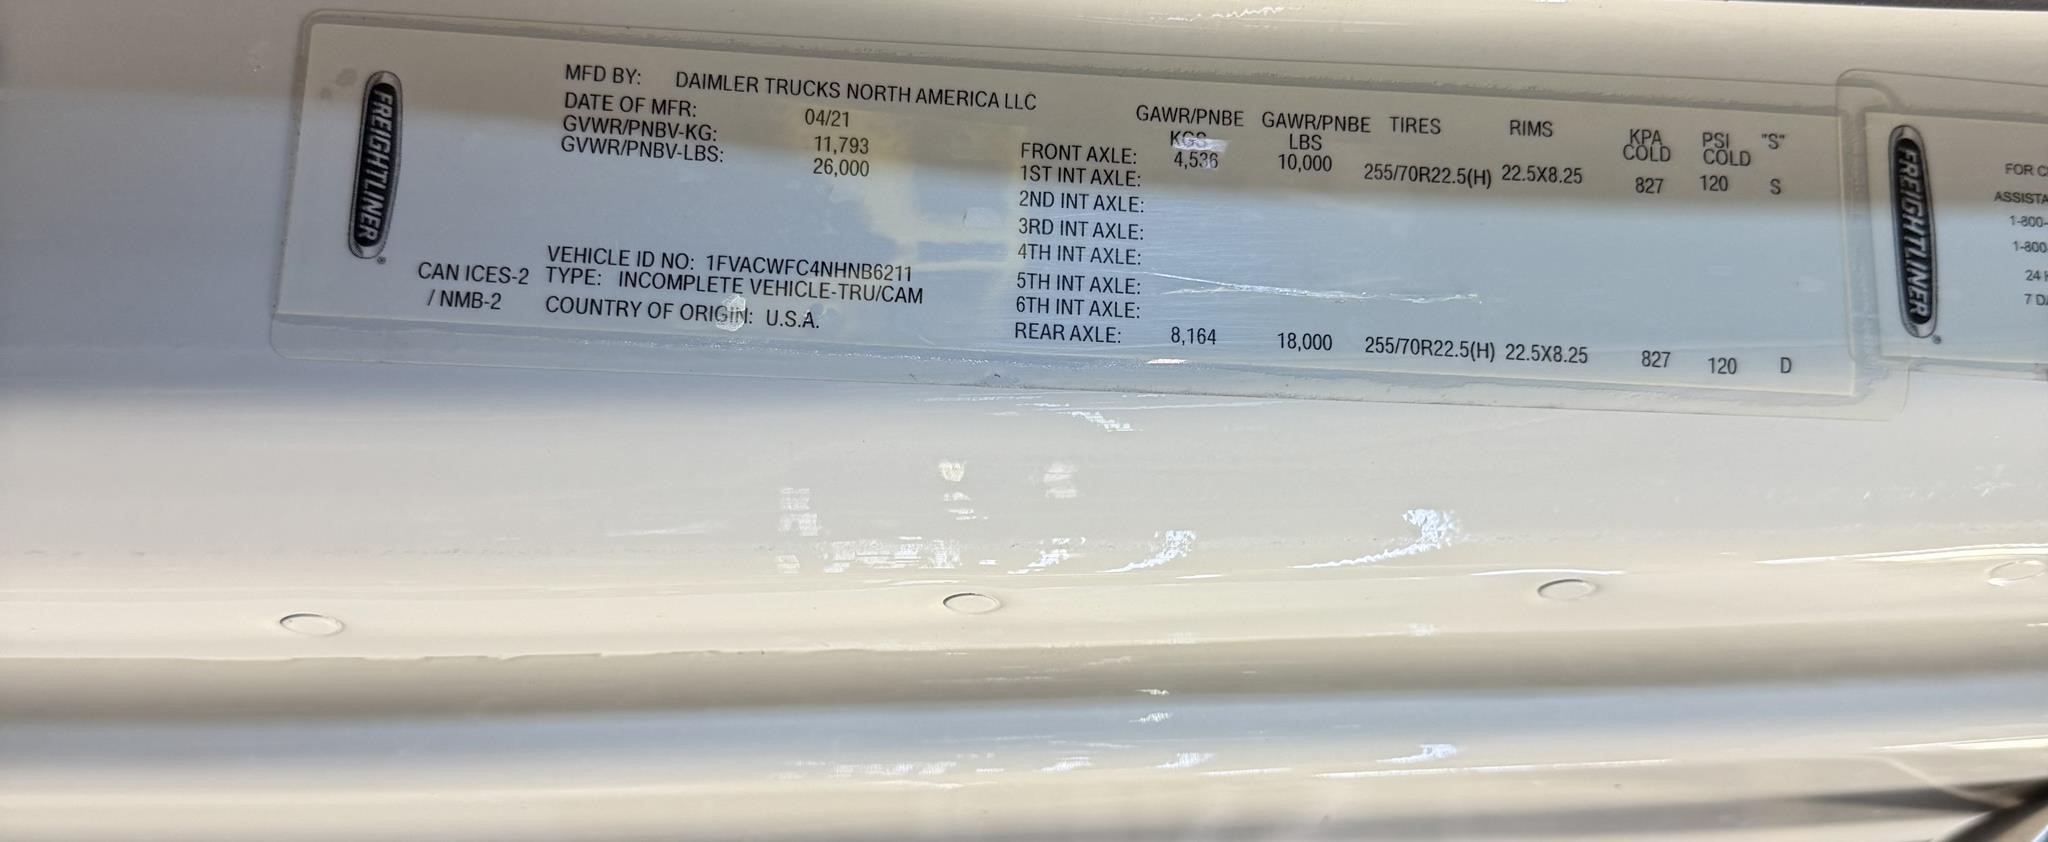 FREIGHTLINER
MFD BY: DAIMLER TRUCKS NORTH AMERICA LLC
DATE OF MFR: 04/21
GVWR/PNBV-KG: 11,793
GVWR/PNBV-LBS: 26,000
VEHICLE ID NO: 1FVACWFC4NHNB6211
CAN ICES-2 TYPE: INCOMPLETE VEHICLE-TRU/CAM
/ NMB-2 COUNTRY OF ORIGIN: U.S.A.
GAWR/PNBE GAWR/PNBE TIRES RIMS KPA PSI "S"
KGS LBS COLD COLD
FRONT AXLE: 4,536 10,000 255/70R22.5(H) 22.5X8.25 827 120 S
1ST INT AXLE:
2ND INT AXLE:
3RD INT AXLE:
4TH INT AXLE:
5TH INT AXLE:
6TH INT AXLE:
REAR AXLE: 8,164 18,000 255/70R22.5(H) 22.5X8.25 827 120 D
FREIGHTLINER
FOR
1-800-
1-800
24
7